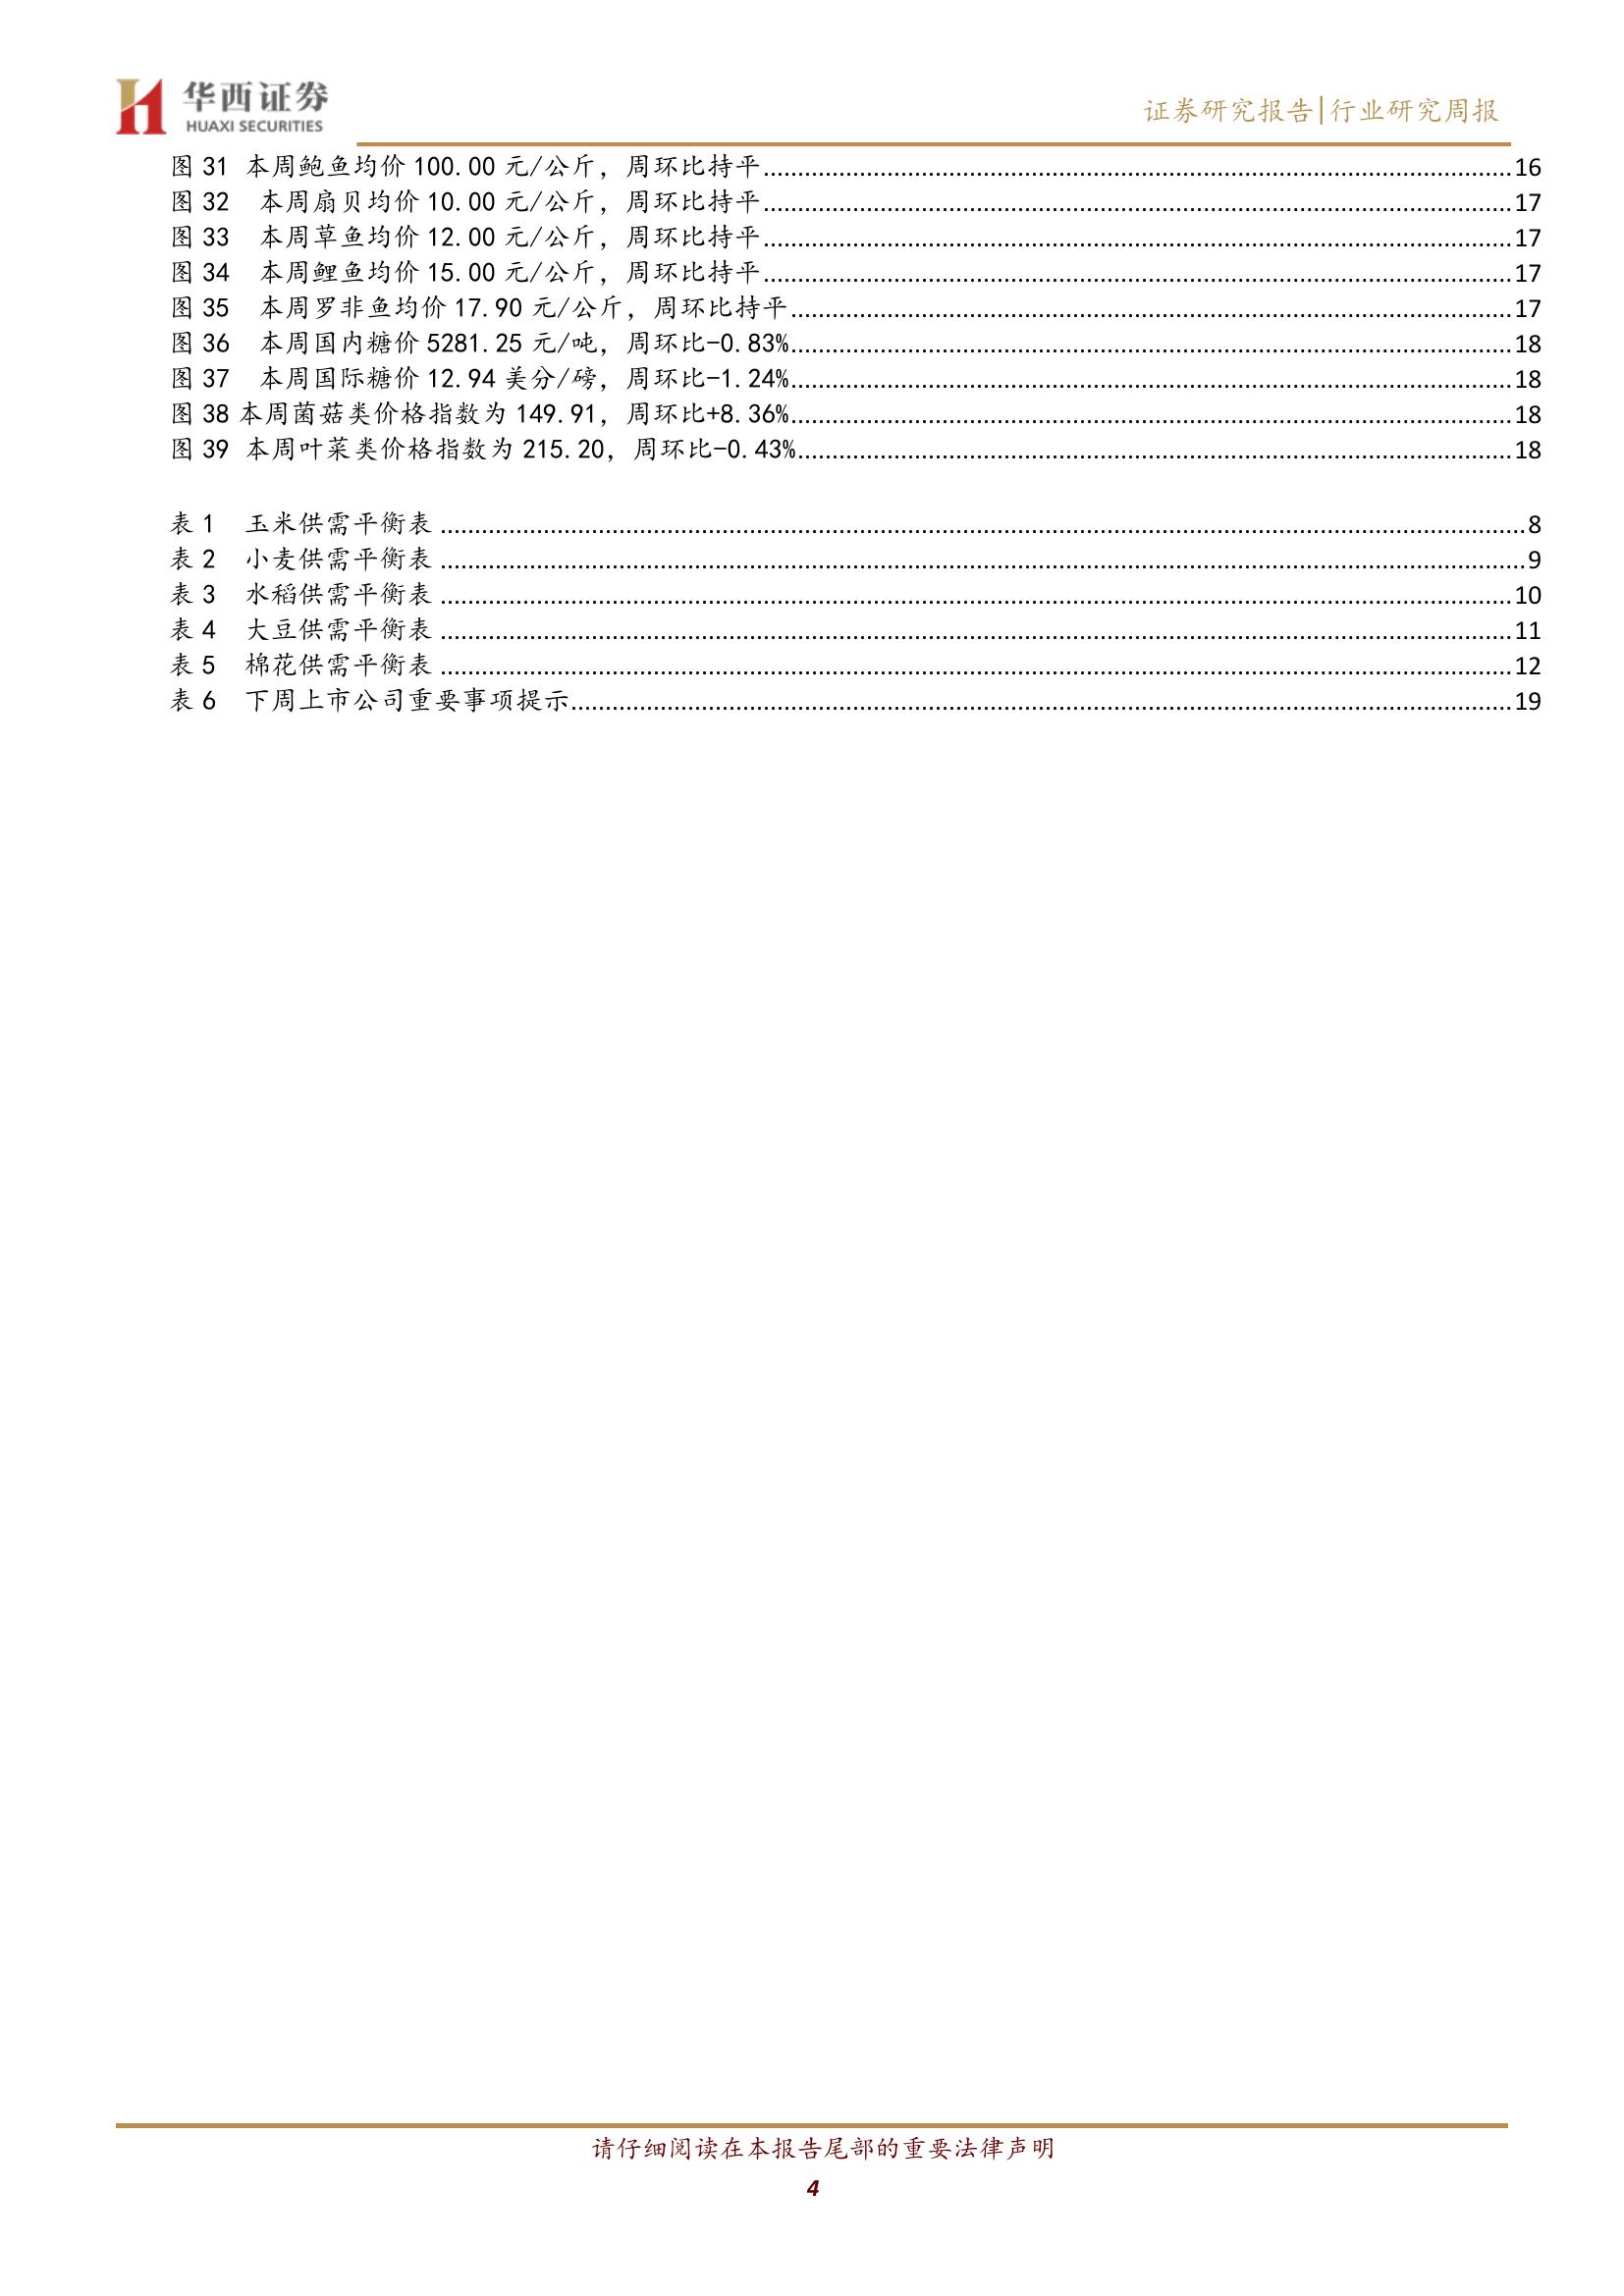 华西证券
HUAXI SECURITIES
证券研究报告|行业研究周报
图 31 本周鲍鱼均价 100.00 元/公斤，周环比持平........................................16
图 32 本周扇贝均价 10.00 元/公斤，周环比持平........................................17
图 33 本周草鱼均价 12.00 元/公斤，周环比持平........................................17
图 34 本周鲤鱼均价 15.00 元/公斤，周环比持平........................................17
图 35 本周罗非鱼均价 17.90 元/公斤，周环比持平........................................17
图 36 本周国内糖价 5281.25 元/吨，周环比-0.83%........................................18
图 37 本周国际糖价 12.94 美分/磅，周环比-1.24%........................................18
图 38 本周菌菇类价格指数为 149.91，周环比+8.36%........................................18
图 39 本周叶菜类价格指数为 215.20，周环比-0.43%........................................18
表 1 玉米供需平衡表........................................8
表 2 小麦供需平衡表........................................9
表 3 水稻供需平衡表........................................10
表 4 大豆供需平衡表........................................11
表 5 棉花供需平衡表........................................12
表 6 下周上市公司重要事项提示........................................19
请仔细阅读在本报告尾部的重要法律声明
4